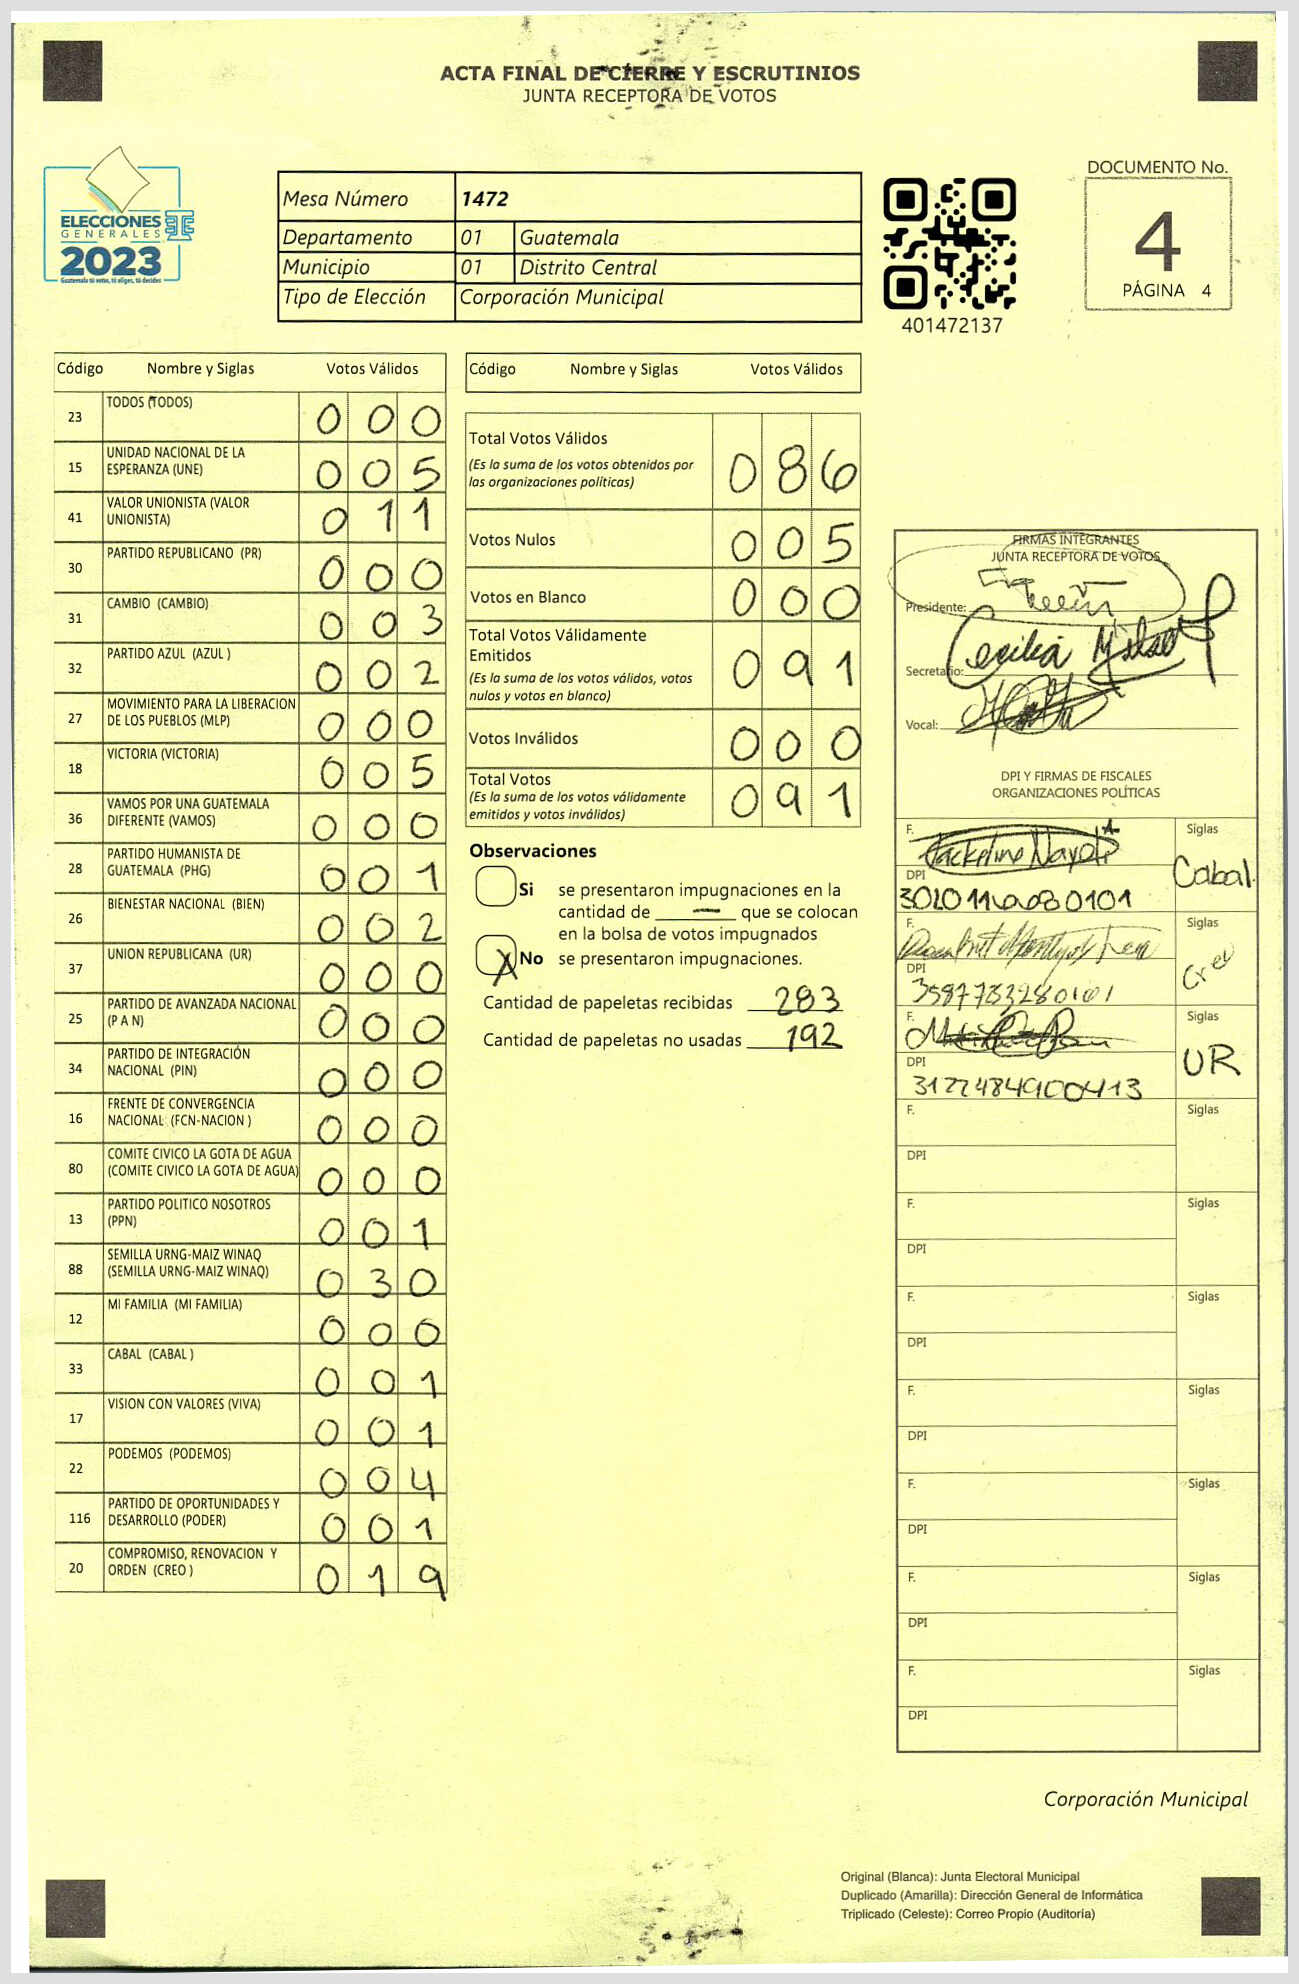 ACTA FINAL DE CIERRE Y ESCRUTINIOS
JUNTA RECEPTORA DE VOTOS
ELECCIONES
GENERALES
2023
Guatemala tú votas, tú eliges, tú decides
Mesa Número 1472
Departamento 01 Guatemala
Municipio 01 Distrito Central
Tipo de Elección Corporación Municipal
401472137
DOCUMENTO No.
4
PÁGINA 4
Código Nombre y Siglas Votos Válidos
23 TODOS (TODOS) 0 0 0
15 UNIDAD NACIONAL DE LA
ESPERANZA (UNE) 0 0 5
41 VALOR UNIONISTA (VALOR
UNIONISTA) 0 1 1
30 PARTIDO REPUBLICANO (PR) 0 0 0
31 CAMBIO (CAMBIO) 0 0 3
32 PARTIDO AZUL (AZUL ) 0 0 2
27 MOVIMIENTO PARA LA LIBERACION
DE LOS PUEBLOS (MLP) 0 0 0
18 VICTORIA (VICTORIA) 0 0 5
36 VAMOS POR UNA GUATEMALA
DIFERENTE (VAMOS) 0 0 0
28 PARTIDO HUMANISTA DE
GUATEMALA (PHG) 0 0 1
26 BIENESTAR NACIONAL (BIEN) 0 0 2
37 UNION REPUBLICANA (UR) 0 0 0
25 PARTIDO DE AVANZADA NACIONAL
(P A N) 0 0 0
34 PARTIDO DE INTEGRACIÓN
NACIONAL (PIN) 0 0 0
16 FRENTE DE CONVERGENCIA
NACIONAL (FCN-NACION ) 0 0 0
80 COMITE CIVICO LA GOTA DE AGUA
(COMITE CIVICO LA GOTA DE AGUA) 0 0 0
13 PARTIDO POLITICO NOSOTROS
(PPN) 0 0 1
88 SEMILLA URNG-MAIZ WINAQ
(SEMILLA URNG-MAIZ WINAQ) 0 3 0
12 MI FAMILIA (MI FAMILIA) 0 0 0
33 CABAL (CABAL ) 0 0 1
17 VISION CON VALORES (VIVA) 0 0 1
22 PODEMOS (PODEMOS) 0 0 4
116 PARTIDO DE OPORTUNIDADES Y
DESARROLLO (PODER) 0 0 1
20 COMPROMISO, RENOVACION Y
ORDEN (CREO ) 0 1 9
Código Nombre y Siglas Votos Válidos
Total Votos Válidos 0 8 6
(Es la suma de los votos obtenidos por
las organizaciones políticas)
Votos Nulos 0 0 5
Votos en Blanco 0 0 0
Total Votos Válidamente
Emitidos 0 9 1
(Es la suma de los votos válidos, votos
nulos y votos en blanco)
Votos Inválidos 0 0 0
Total Votos 0 9 1
(Es la suma de los votos válidamente
emitidos y votos inválidos)
Observaciones
Si se presentaron impugnaciones en la
cantidad de — que se colocan
en la bolsa de votos impugnados
X No se presentaron impugnaciones.
Cantidad de papeletas recibidas 283
Cantidad de papeletas no usadas 192
FIRMAS INTEGRANTES
JUNTA RECEPTORA DE VOTOS
Presidente:
Secretario: Cecilia
Vocal:
DPI Y FIRMAS DE FISCALES
ORGANIZACIONES POLÍTICAS
F. Siglas
Cabal.
DPI
F. Siglas
Creo
DPI
F. Siglas
UR
DPI
3122484900413
F. Siglas
DPI
F. Siglas
DPI
F. Siglas
DPI
F. Siglas
DPI
F. Siglas
DPI
F. Siglas
DPI
F. Siglas
DPI
Corporación Municipal
Original (Blanca): Junta Electoral Municipal
Duplicado (Amarilla): Dirección General de Informática
Triplicado (Celeste): Correo Propio (Auditoría)